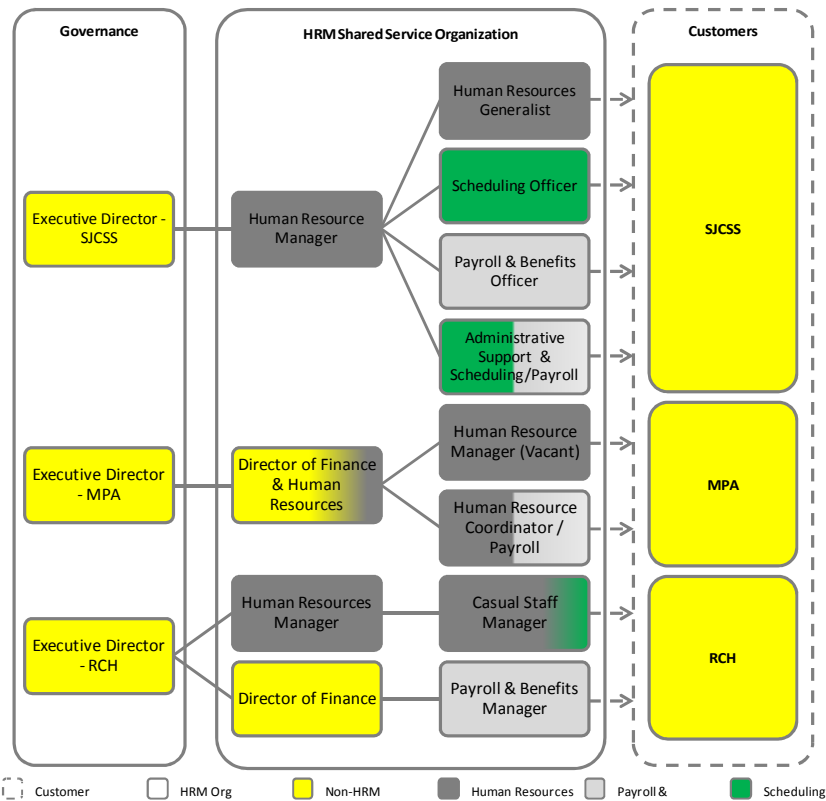 Governance
HRM Shared Service Organization
Customers
Human Resources
Generalist
Scheduling Officer
Executive Director -
SJCSS
Human Resource
Manager
SJCSS
Payroll & Benefits
Officer
Administrative
Support &
Scheduling/Payroll
Human Resource
Manager (Vacant)
Executive Director
- MPA
Director of Finance
& Human
Resources
MPA
Human Resource
Coordinator /
Payroll
Human Resources
Manager
Casual Staff
Manager
Executive Director
- RCH
RCH
Director of Finance
Payroll & Benefits
Manager
Customer
HRM Org
Non-HRM
Human Resources
Payroll &
Scheduling